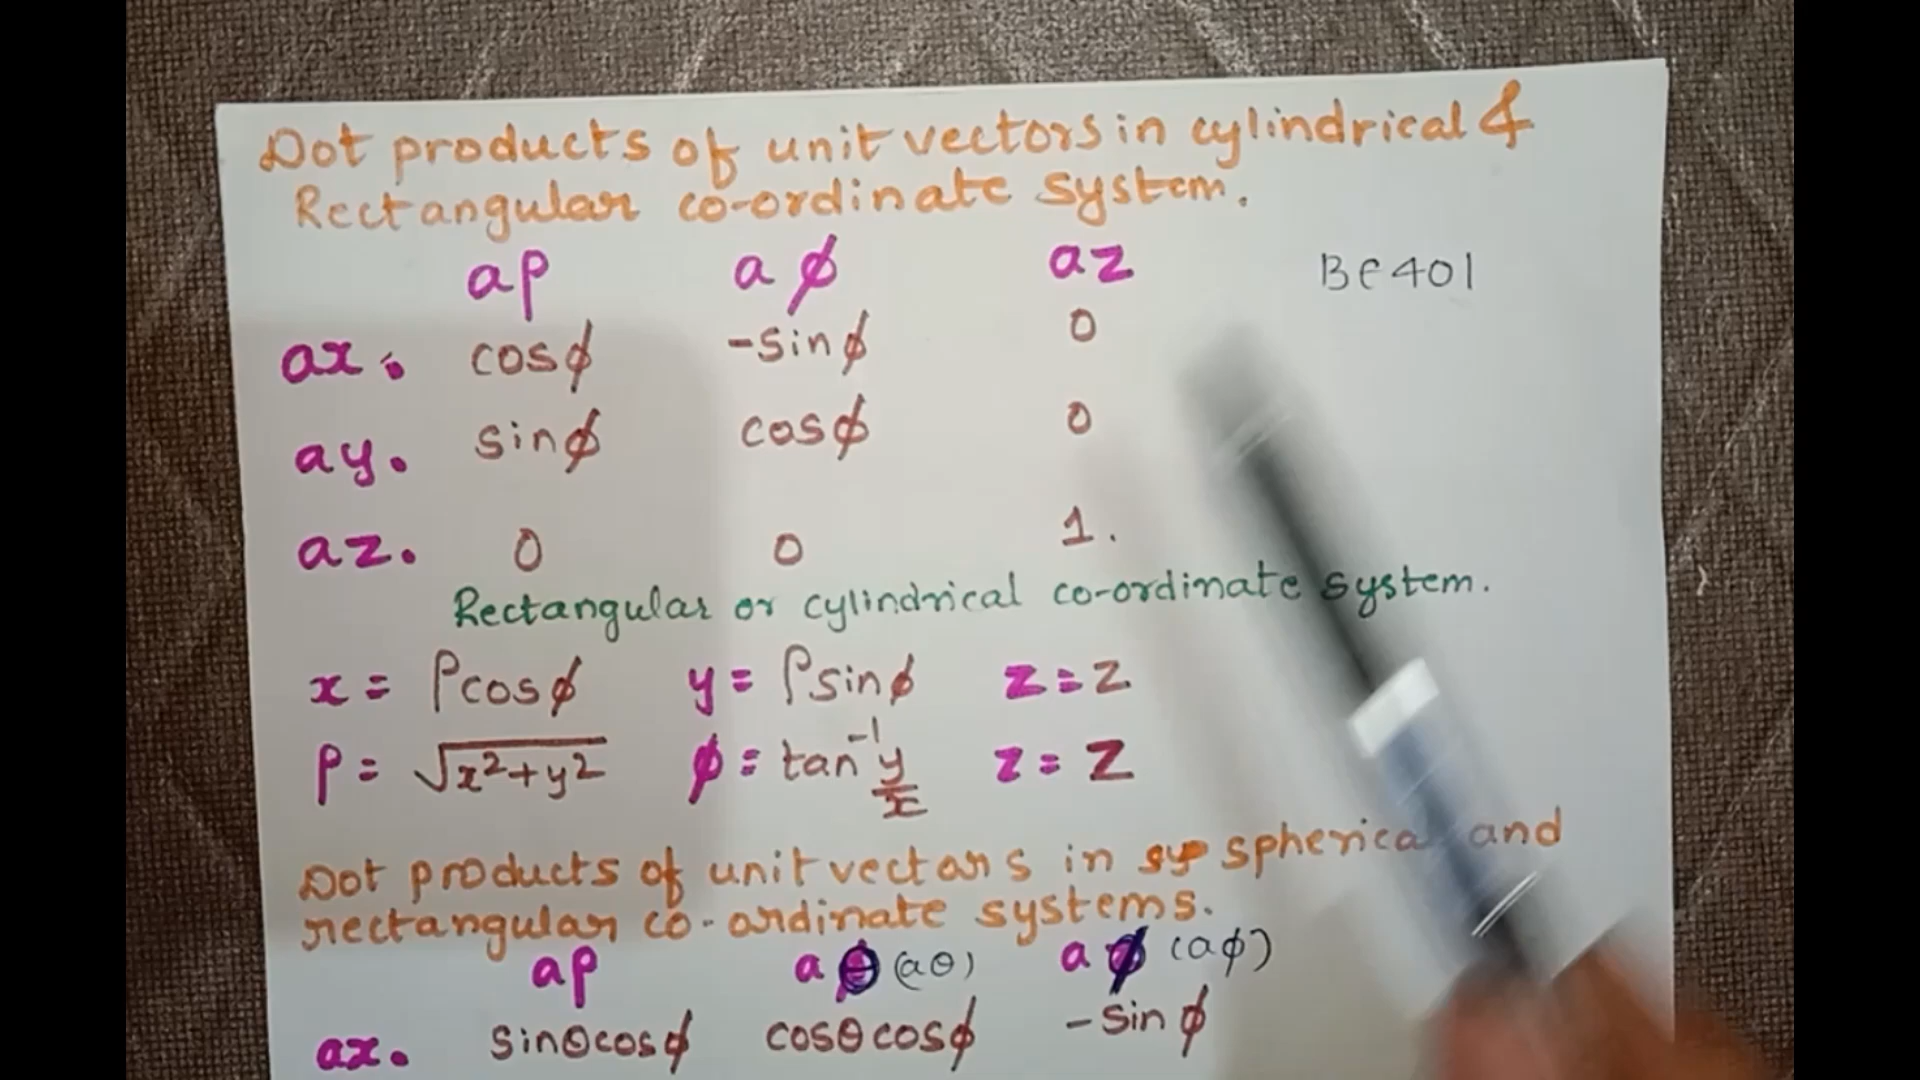 Dot products of unit vectors in cylindrical &
Rectangular co-ordinate system.
aρ aϕ az BE401
ax. cosϕ -sinϕ 0
ay. sinϕ cosϕ 0
az. 0 0 1.
Rectangular or cylindrical co-ordinate system.
x = ρcosϕ y = ρsinϕ z = z
ρ = √x²+y² ϕ = tan⁻¹ y/x z = z
Dot products of unit vectors in sp spherical and
rectangular co-ordinate systems.
aρ aθ (aθ) aϕ (aϕ)
ax. sinθcosϕ cosθcosϕ -sinϕ